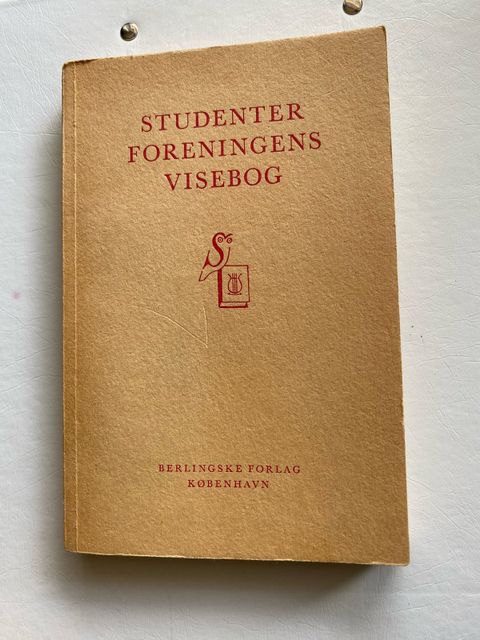 STUDENTER
FORENINGENS
VISEBOG
BERLINGSKE FORLAG
KØBENHAVN